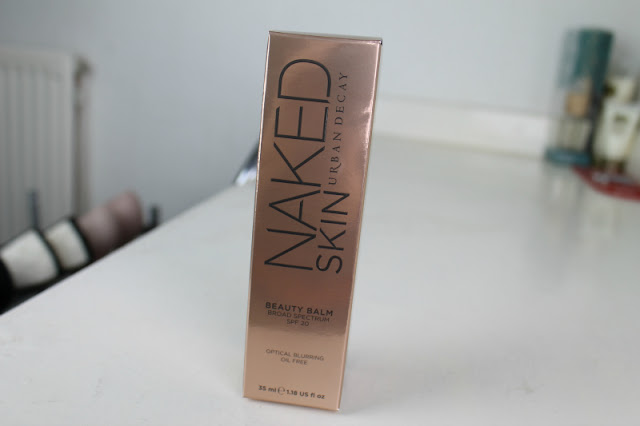 NAKED
SKIN
URBAN DECAY
BEAUTY BALM
BROAD SPECTRUM
SPF 20
OPTICAL BLURRING
OIL FREE
35 ml ℮ 1.18 US fl oz